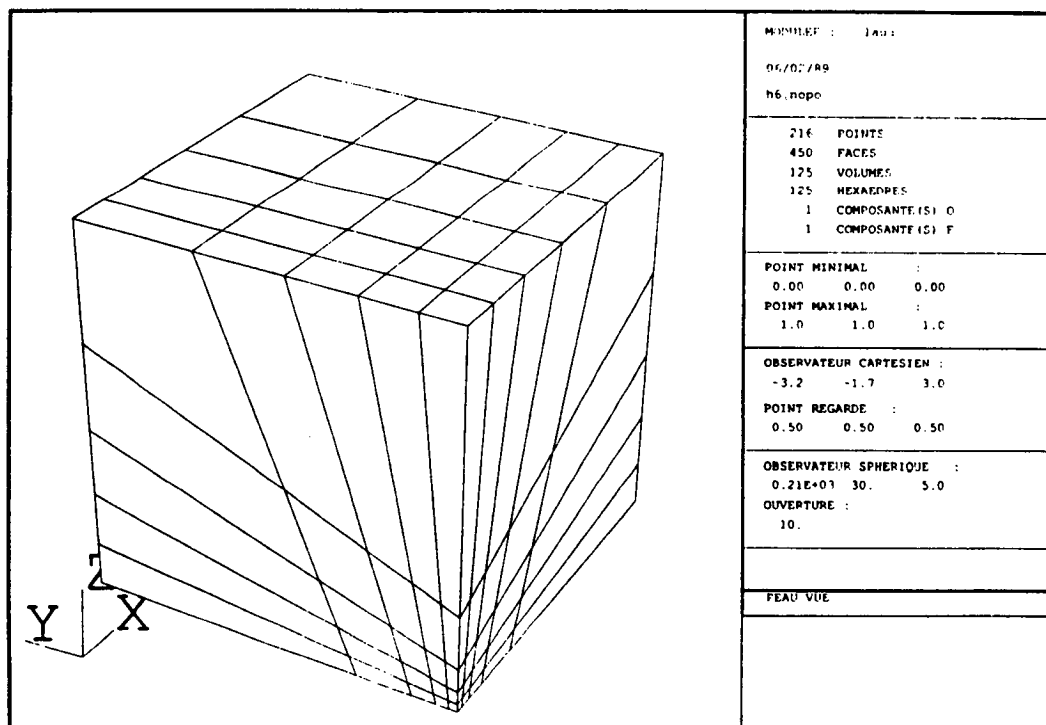 MODULEF :
06/02/89
h6.nopo
216 POINTS
450 FACES
125 VOLUMES
125 HEXAEDRES
1 COMPOSANTE(S) O
1 COMPOSANTE(S) F
POINT MINIMAL :
0.00 0.00 0.00
POINT MAXIMAL :
1.0 1.0 1.0
OBSERVATEUR CARTESIEN :
-3.2 -1.7 3.0
POINT REGARDE :
0.50 0.50 0.50
OBSERVATEUR SPHERIQUE :
0.21E+03 30. 5.0
OUVERTURE :
10.
PEAU VUE
Z
Y
X